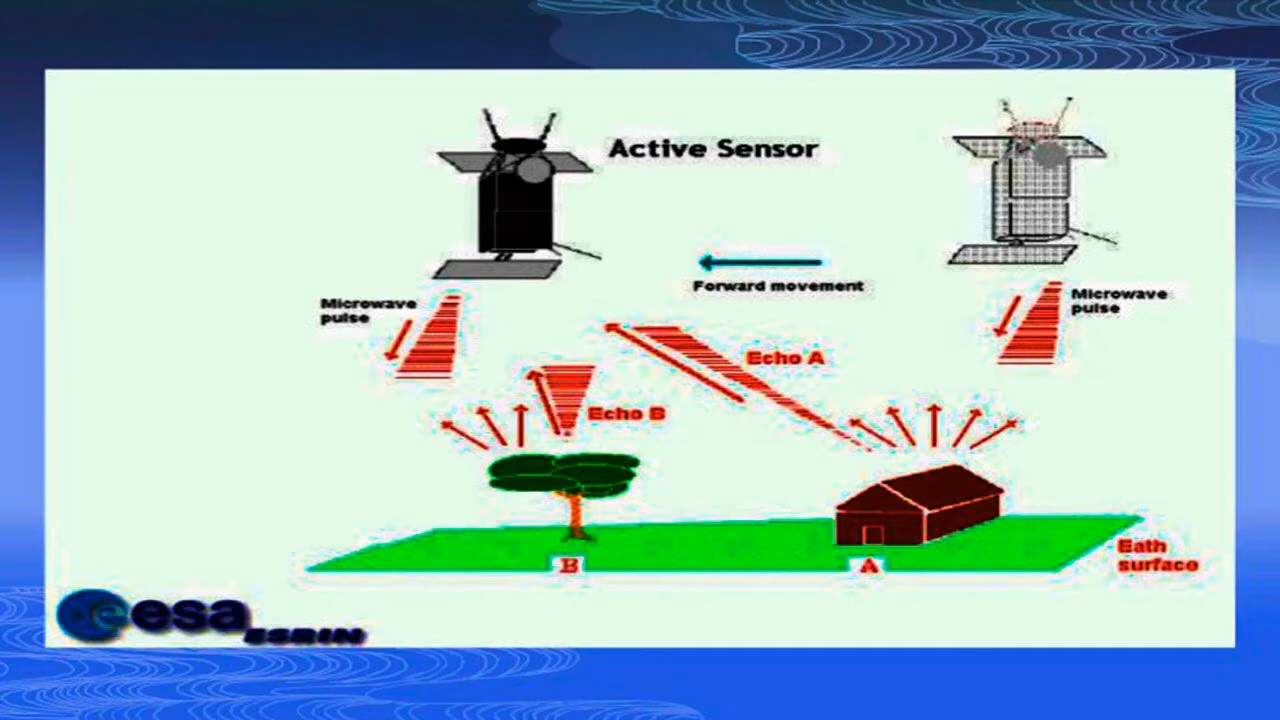 Active Sensor
Forward movement
Microwave
pulse
Microwave
pulse
Echo A
Echo B
B
A
Eath
surface
esa
ESRIN